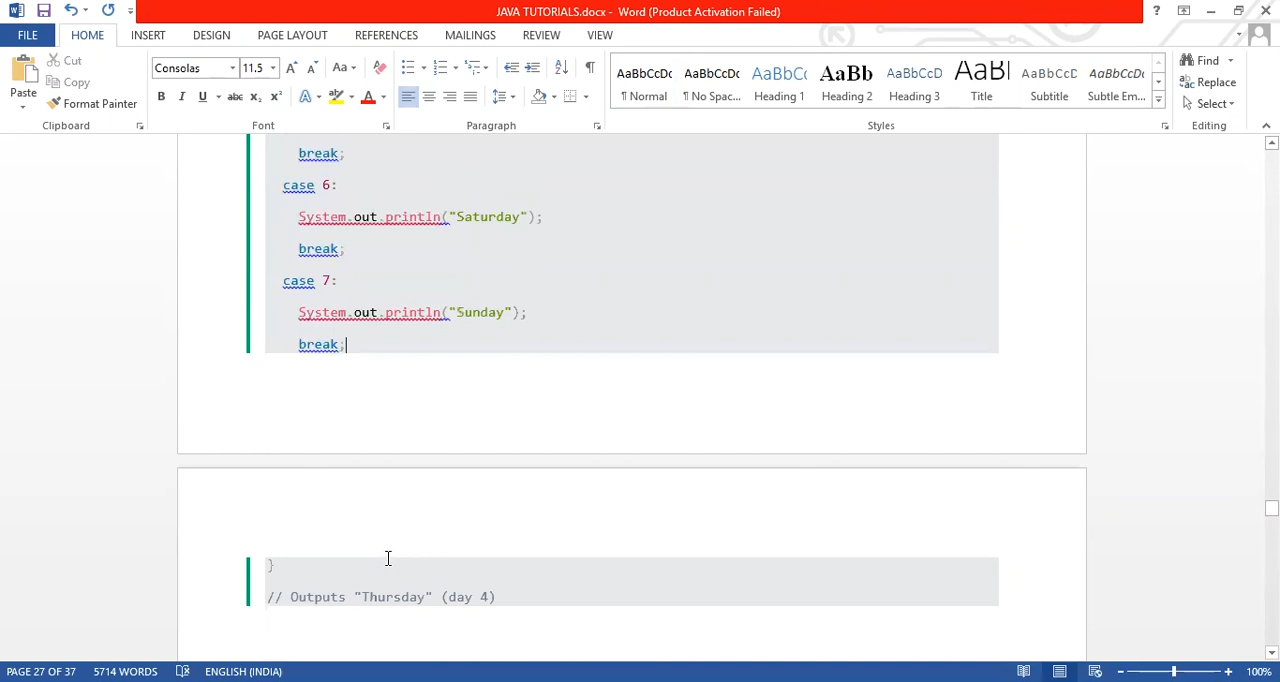 JAVA TUTORIALS.docx - Word (Product Activation Failed)
?
FILE HOME INSERT DESIGN PAGE LAYOUT REFERENCES MAILINGS REVIEW VIEW
Paste
Cut
Copy
Format Painter
Clipboard
Consolas 11.5 A A Aa
B I U abc X₂ X² A A
Font
Paragraph
AaBbCcDc AaBbCcDc AaBbCc AaBb AaBbCcD AaBl AaBbCcD AaBbCcDc
¶ Normal ¶ No Spac... Heading 1 Heading 2 Heading 3 Title Subtitle Subtle Em...
Styles
Find
Replace
Select
Editing
break;
case 6:
System.out.println("Saturday");
break;
case 7:
System.out.println("Sunday");
break;
}
// Outputs "Thursday" (day 4)
PAGE 27 OF 37 5714 WORDS ENGLISH (INDIA) 100%